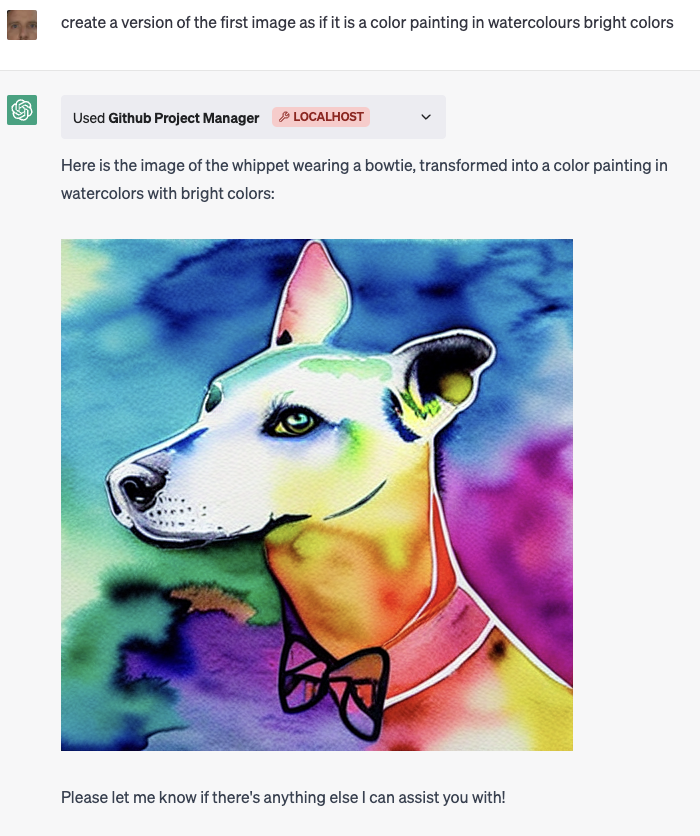 create a version of the first image as if it is a color painting in watercolours bright colors
Used Github Project Manager LOCALHOST
Here is the image of the whippet wearing a bowtie, transformed into a color painting in
watercolors with bright colors:
Please let me know if there's anything else I can assist you with!